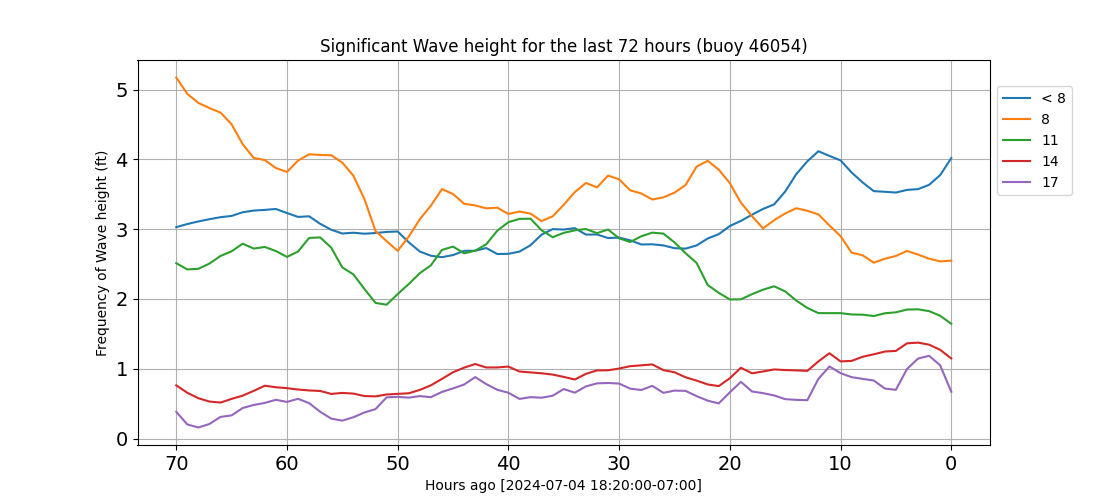 Significant Wave height for the last 72 hours (buoy 46054)
Frequency of Wave height (ft)
5
4
3
2
1
0
70 60 50 40 30 20 10 0
Hours ago [2024-07-04 18:20:00-07:00]
< 8
8
11
14
17